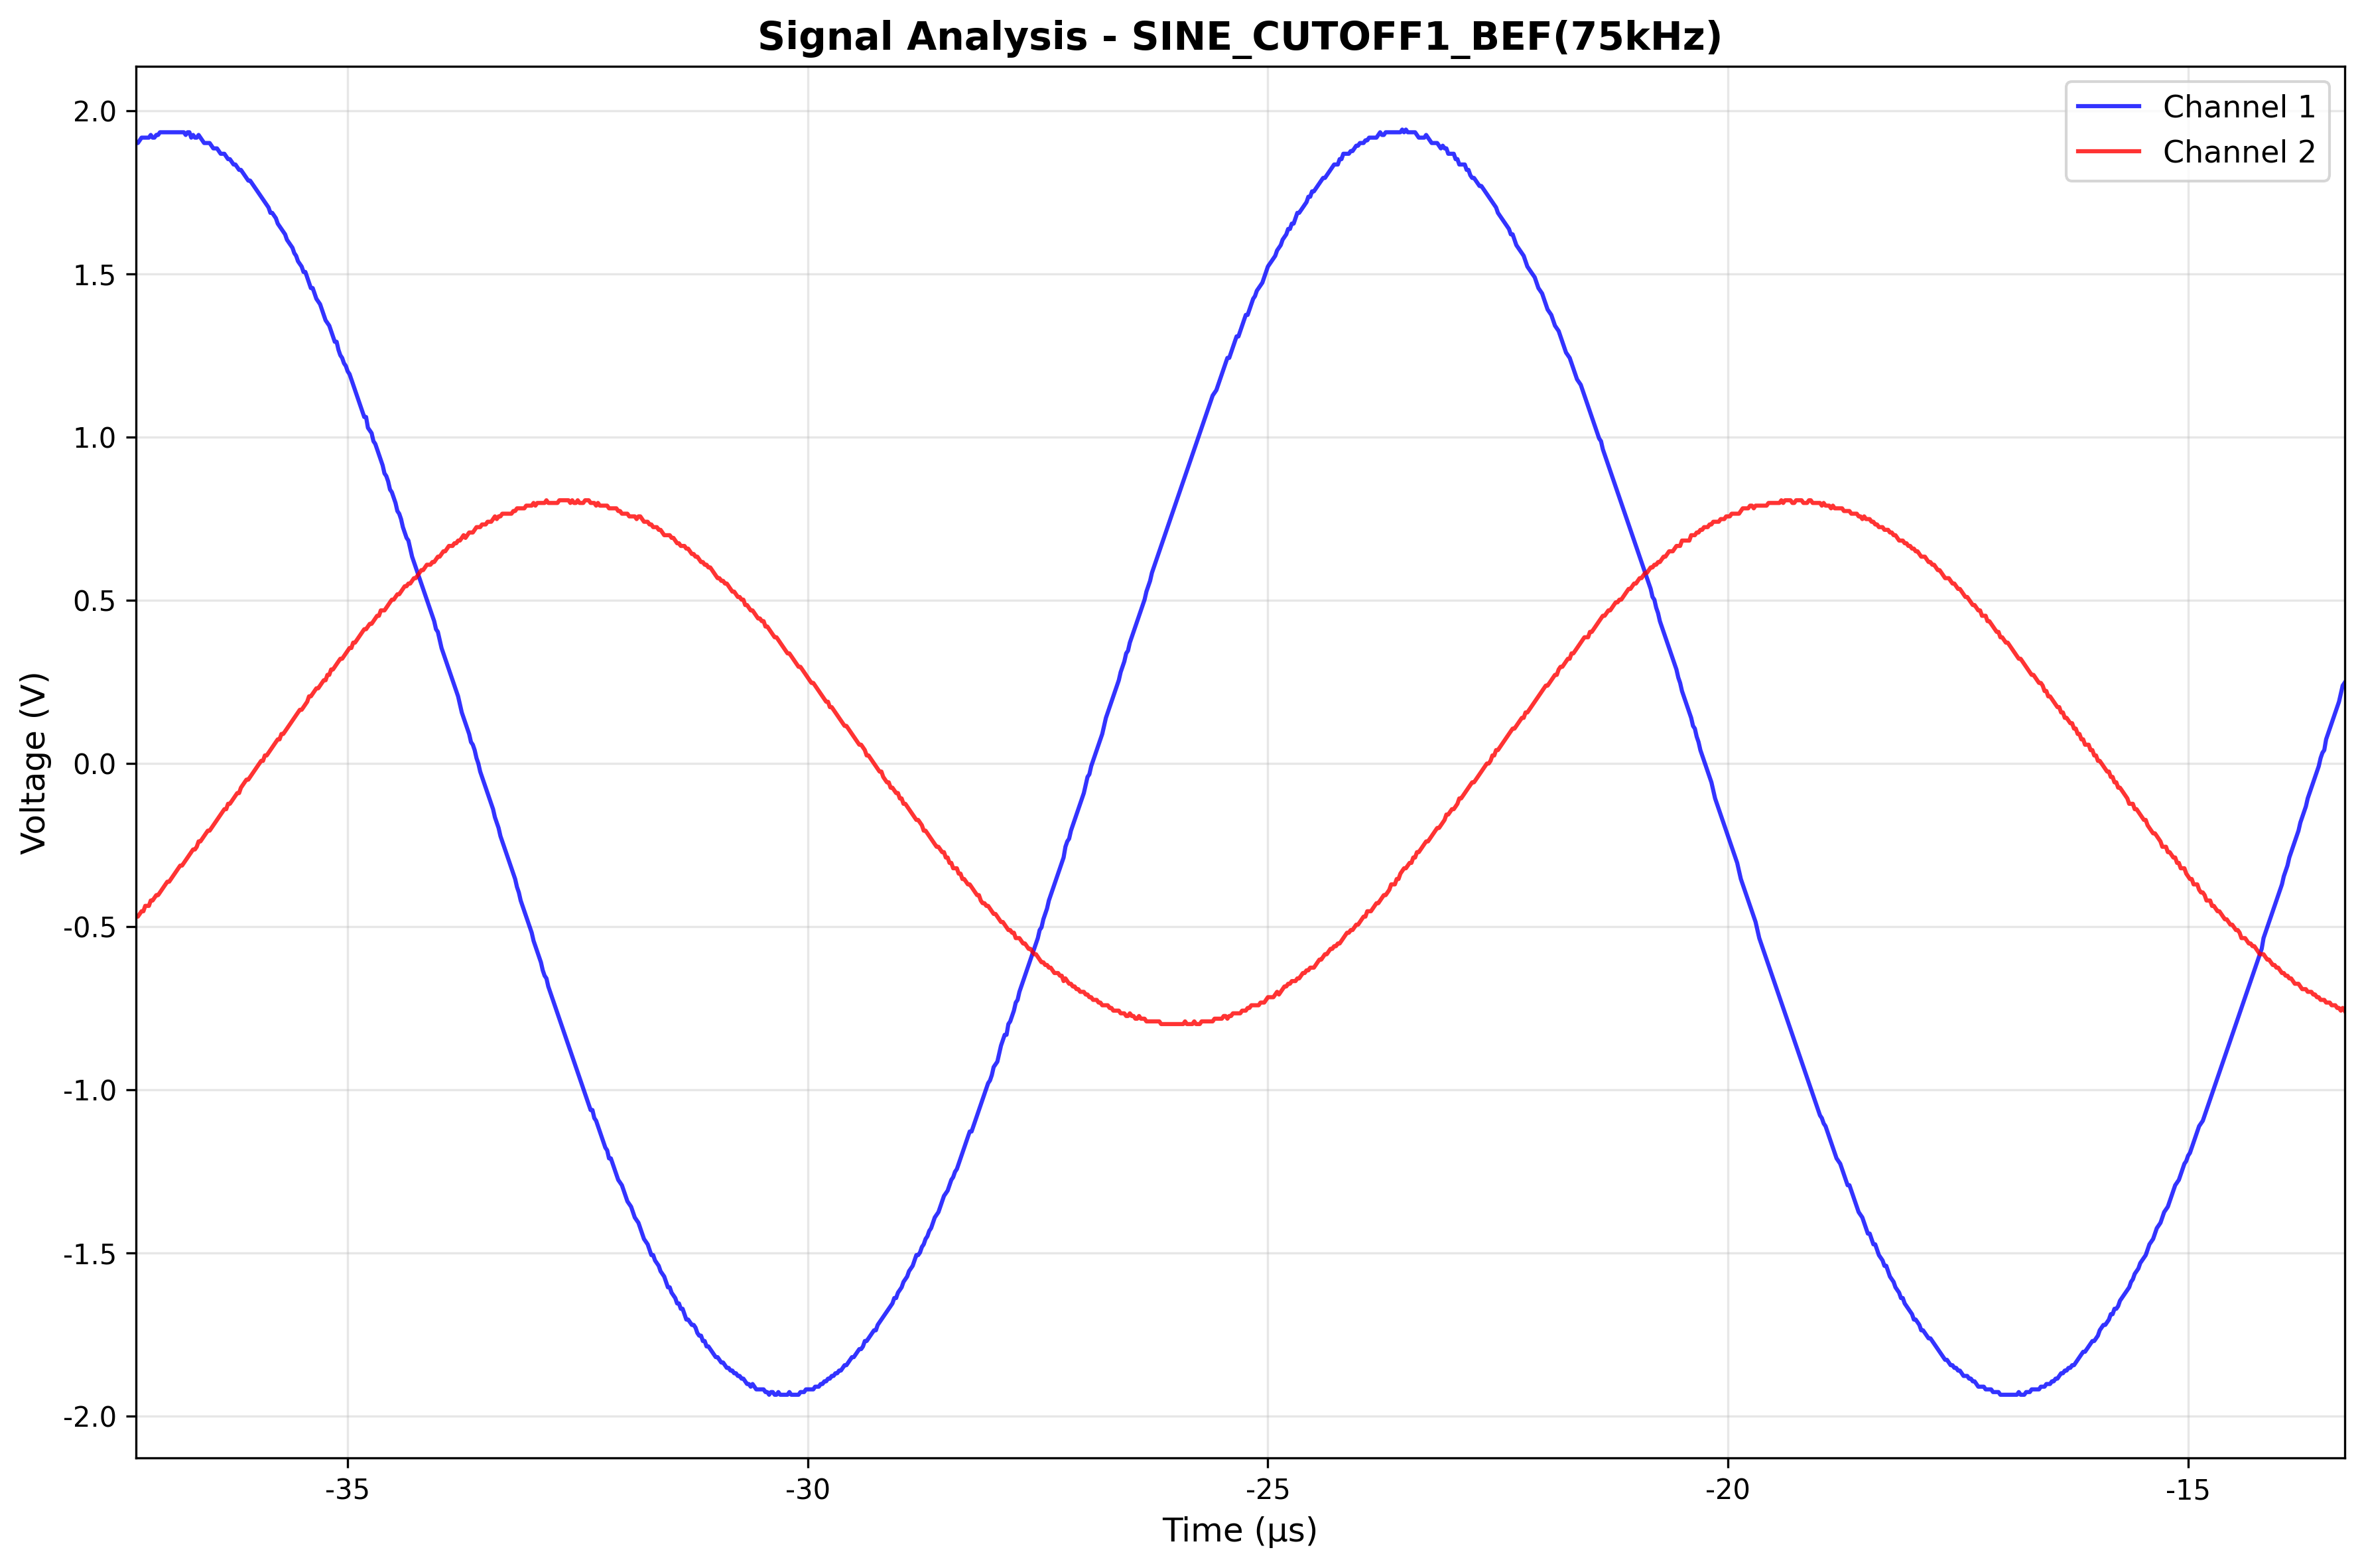 Signal Analysis - SINE_CUTOFF1_BEF(75kHz)
Channel 1
Channel 2
2.0
1.5
1.0
0.5
0.0
-0.5
-1.0
-1.5
-2.0
Voltage (V)
-35
-30
-25
-20
-15
Time (µs)